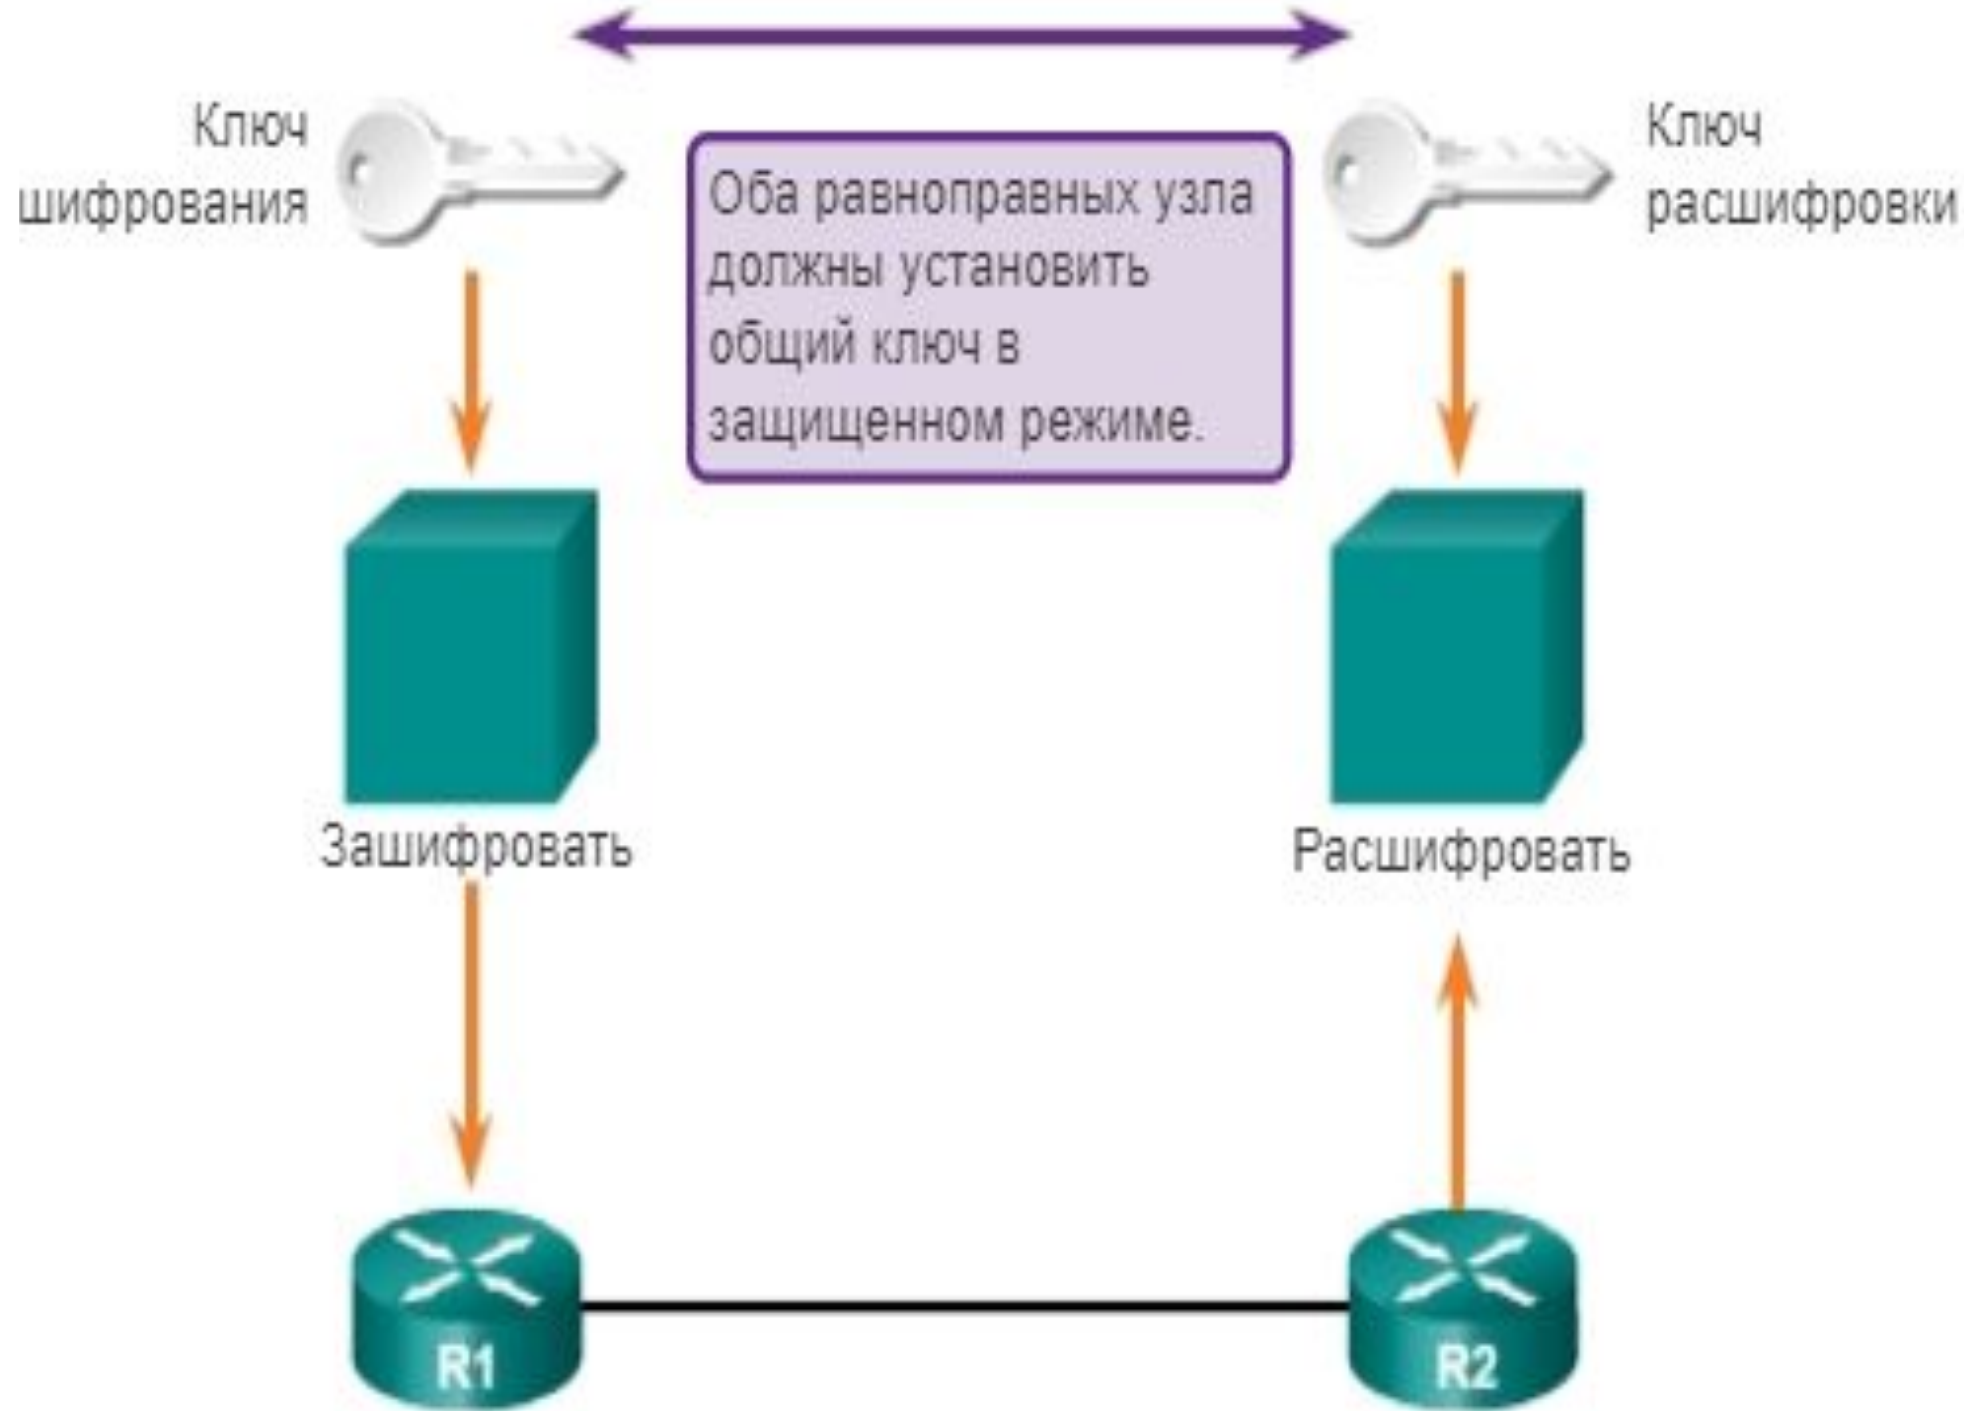 Ключ
шифрования
Оба равноправных узла
должны установить
общий ключ в
защищенном режиме.
Ключ
расшифровки
Зашифровать
Расшифровать
R1
R2